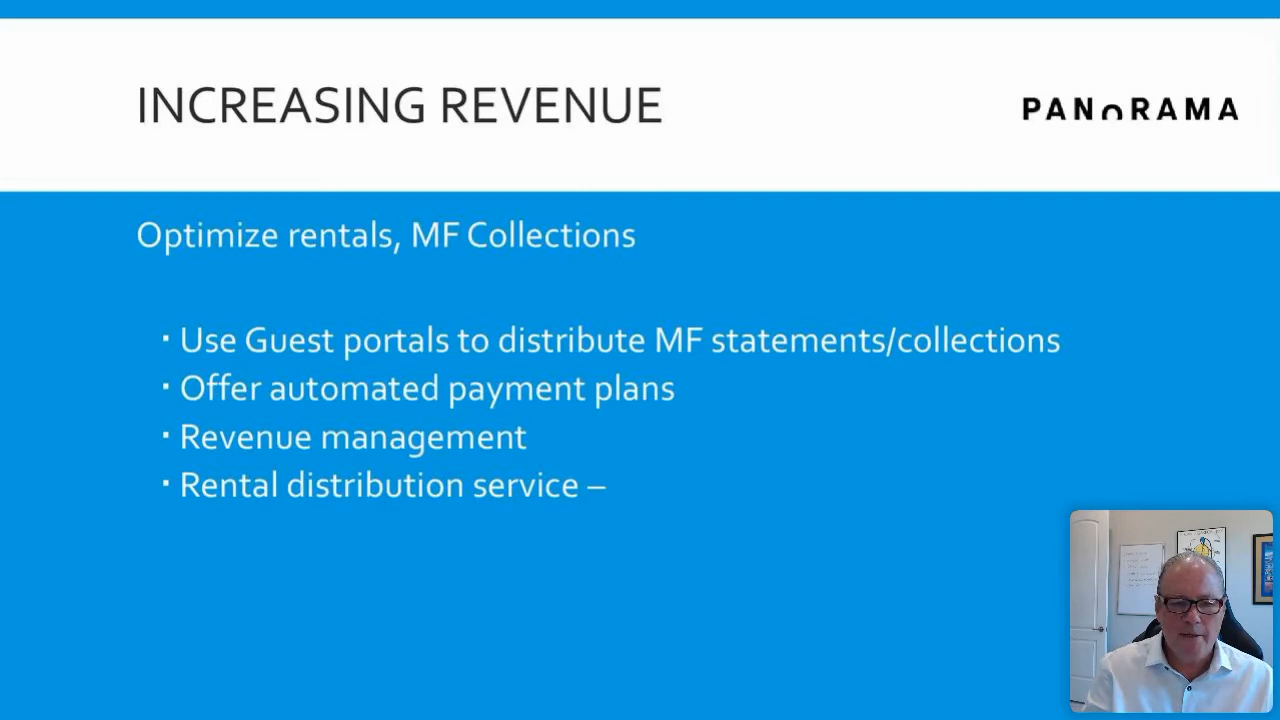 INCREASING REVENUE
PANORAMA
Optimize rentals, MF Collections
▪ Use Guest portals to distribute MF statements/collections
▪ Offer automated payment plans
▪ Revenue management
▪ Rental distribution service –